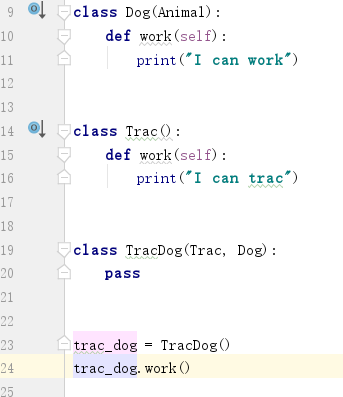 9 class Dog(Animal):
10 def work(self):
11 print("I can work")
12
13
14 class Trac():
15 def work(self):
16 print("I can trac")
17
18
19 class TracDog(Trac, Dog):
20 pass
21
22
23 trac_dog = TracDog()
24 trac_dog.work()
25